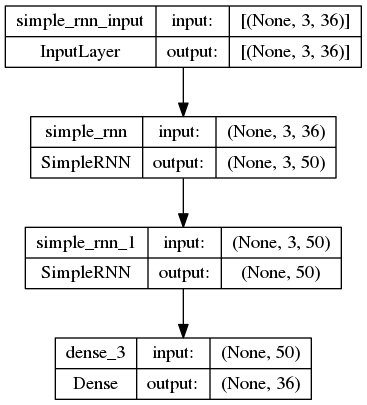 simple_rnn_input input: [(None, 3, 36)]
InputLayer output: [(None, 3, 36)]
simple_rnn input: (None, 3, 36)
SimpleRNN output: (None, 3, 50)
simple_rnn_1 input: (None, 3, 50)
SimpleRNN output: (None, 50)
dense_3 input: (None, 50)
Dense output: (None, 36)